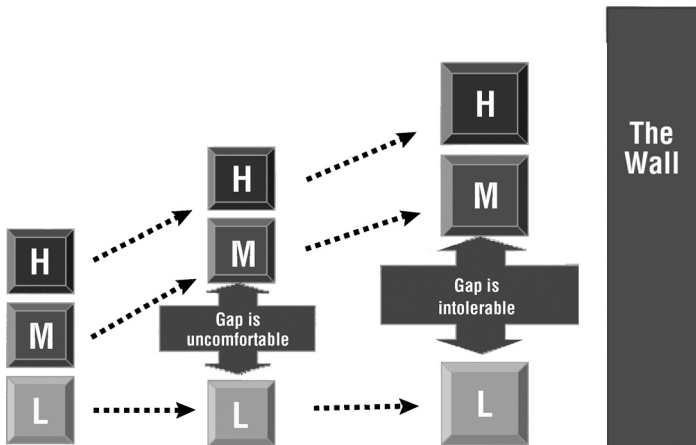 H
M
L
H
M
Gap is
uncomfortable
L
H
M
Gap is
intolerable
L
The
Wall